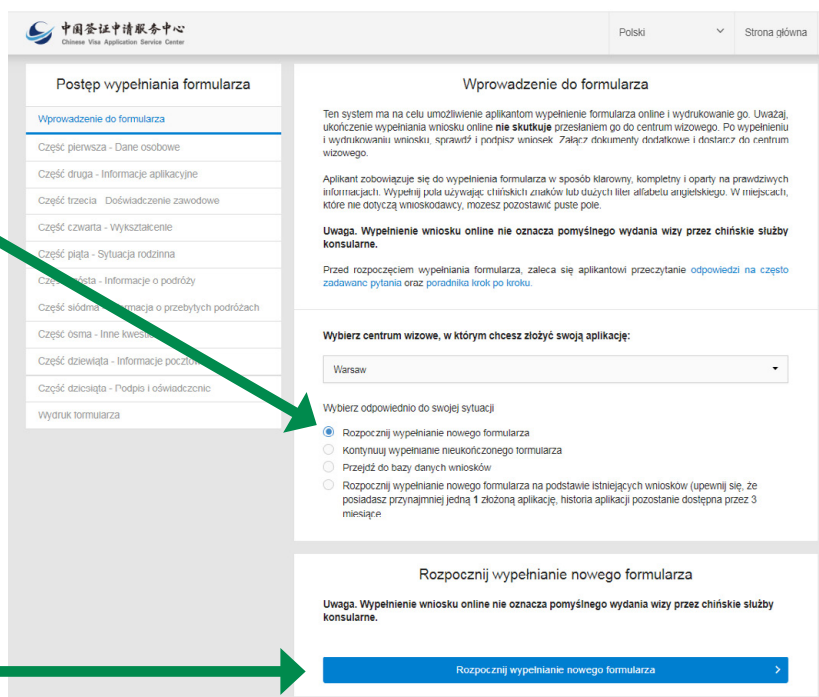 中国签证申请服务中心
Chinese Visa Application Service Center
Polski
Strona główna
Postęp wypełniania formularza
Wprowadzenie do formularza
Część pierwsza - Dane osobowe
Część druga - Informacje aplikacyjne
Część trzecia Doświadczenie zawodowe
Część czwarta - Wykształcenie
Część piąta - Sytuacja rodzinna
Częś ósta - Informacje o podróży
Część siódma rmacja o przebytych podróżach
Część ósma - Inne kwesti
Część dziewiąta - Informacje poczto
Część dziesiąta - Podpis i oświadczenie
Wydruk formularza
Wprowadzenie do formularza
Ten system ma na celu umożliwienie aplikantom wypełnienie formularza online i wydrukowanie go. Uważaj,
ukończenie wypełniania wniosku online nie skutkuje przesłaniem go do centrum wizowego. Po wypełnieniu
i wydrukowaniu wniosku, sprawdź i podpisz wniosek. Załącz dokumenty dodatkowe i dostarcz do centrum
wizowego.
Aplikant zobowiązuje się do wypełnienia formularza w sposób klarowny, kompletny i oparty na prawdziwych
informacjach. Wypełnij pola używając chińskich znaków lub dużych liter alfabetu angielskiego. W miejscach,
które nie dotyczą wnioskodawcy, możesz pozostawić puste pole.
Uwaga. Wypełnienie wniosku online nie oznacza pomyślnego wydania wizy przez chińskie służby
konsularne.
Przed rozpoczęciem wypełniania formularza, zaleca się aplikantowi przeczytanie odpowiedzi na często
zadawane pytania oraz poradnika krok po kroku.
Wybierz centrum wizowe, w którym chcesz złożyć swoją aplikację:
Warsaw
Wybierz odpowiednio do swojej sytuacji
Rozpocznij wypełnianie nowego formularza
Kontynuuj wypełnianie nieukończonego formularza
Przejdź do bazy danych wniosków
Rozpocznij wypełnianie nowego formularza na podstawie istniejących wniosków (upewnij się, że
posiadasz przynajmniej jedną 1 złożoną aplikację, historia aplikacji pozostanie dostępna przez 3
miesiące
Rozpocznij wypełnianie nowego formularza
Uwaga. Wypełnienie wniosku online nie oznacza pomyślnego wydania wizy przez chińskie służby
konsularne.
Rozpocznij wypełnianie nowego formularza